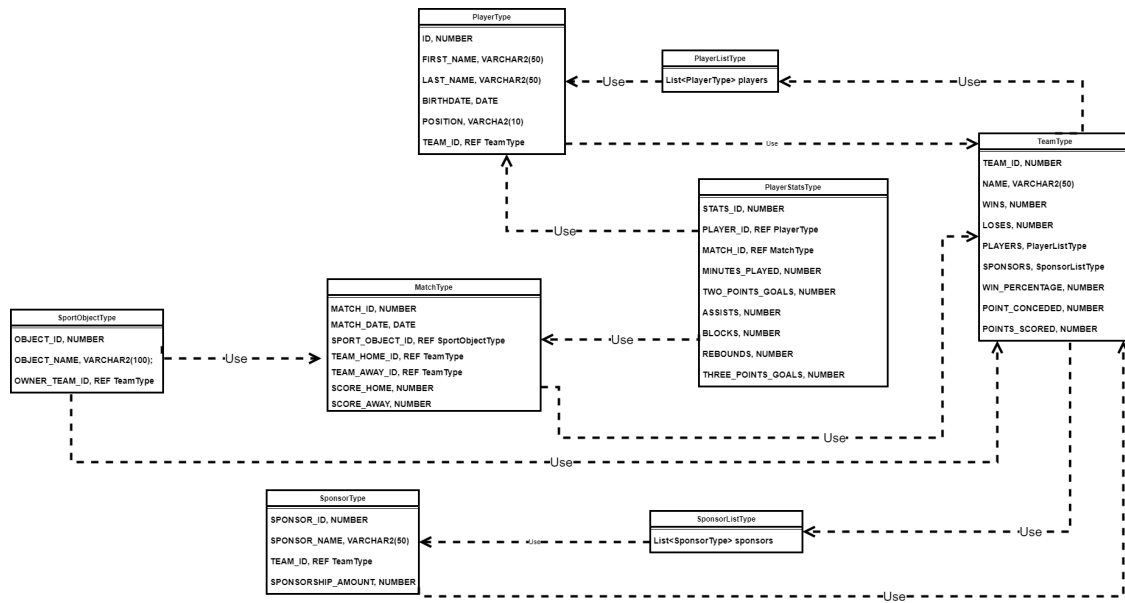 PlayerType
ID, NUMBER
FIRST_NAME, VARCHAR2(50)
LAST_NAME, VARCHAR2(50)
BIRTHDATE, DATE
POSITION, VARCHA2(10)
TEAM_ID, REF TeamType
Use
PlayerListType
List<PlayerType> players
Use
Use
TeamType
TEAM_ID, NUMBER
NAME, VARCHAR2(50)
WINS, NUMBER
LOSES, NUMBER
PLAYERS, PlayerListType
SPONSORS, SponsorListType
WIN_PERCENTAGE, NUMBER
POINT_CONCEDED, NUMBER
POINTS_SCORED, NUMBER
PlayerStatsType
STATS_ID, NUMBER
PLAYER_ID, REF PlayerType
MATCH_ID, REF MatchType
MINUTES_PLAYED, NUMBER
TWO_POINTS_GOALS, NUMBER
ASSISTS, NUMBER
BLOCKS, NUMBER
REBOUNDS, NUMBER
THREE_POINTS_GOALS, NUMBER
Use
MatchType
MATCH_ID, NUMBER
MATCH_DATE, DATE
SPORT_OBJECT_ID, REF SportObjectType
TEAM_HOME_ID, REF TeamType
TEAM_AWAY_ID, REF TeamType
SCORE_HOME, NUMBER
SCORE_AWAY, NUMBER
Use
SportObjectType
OBJECT_ID, NUMBER
OBJECT_NAME, VARCHAR2(100);
OWNER_TEAM_ID, REF TeamType
Use
Use
Use
SponsorType
SPONSOR_ID, NUMBER
SPONSOR_NAME, VARCHAR2(50)
TEAM_ID, REF TeamType
SPONSORSHIP_AMOUNT, NUMBER
Use
SponsorListType
List<SponsorType> sponsors
Use
Use